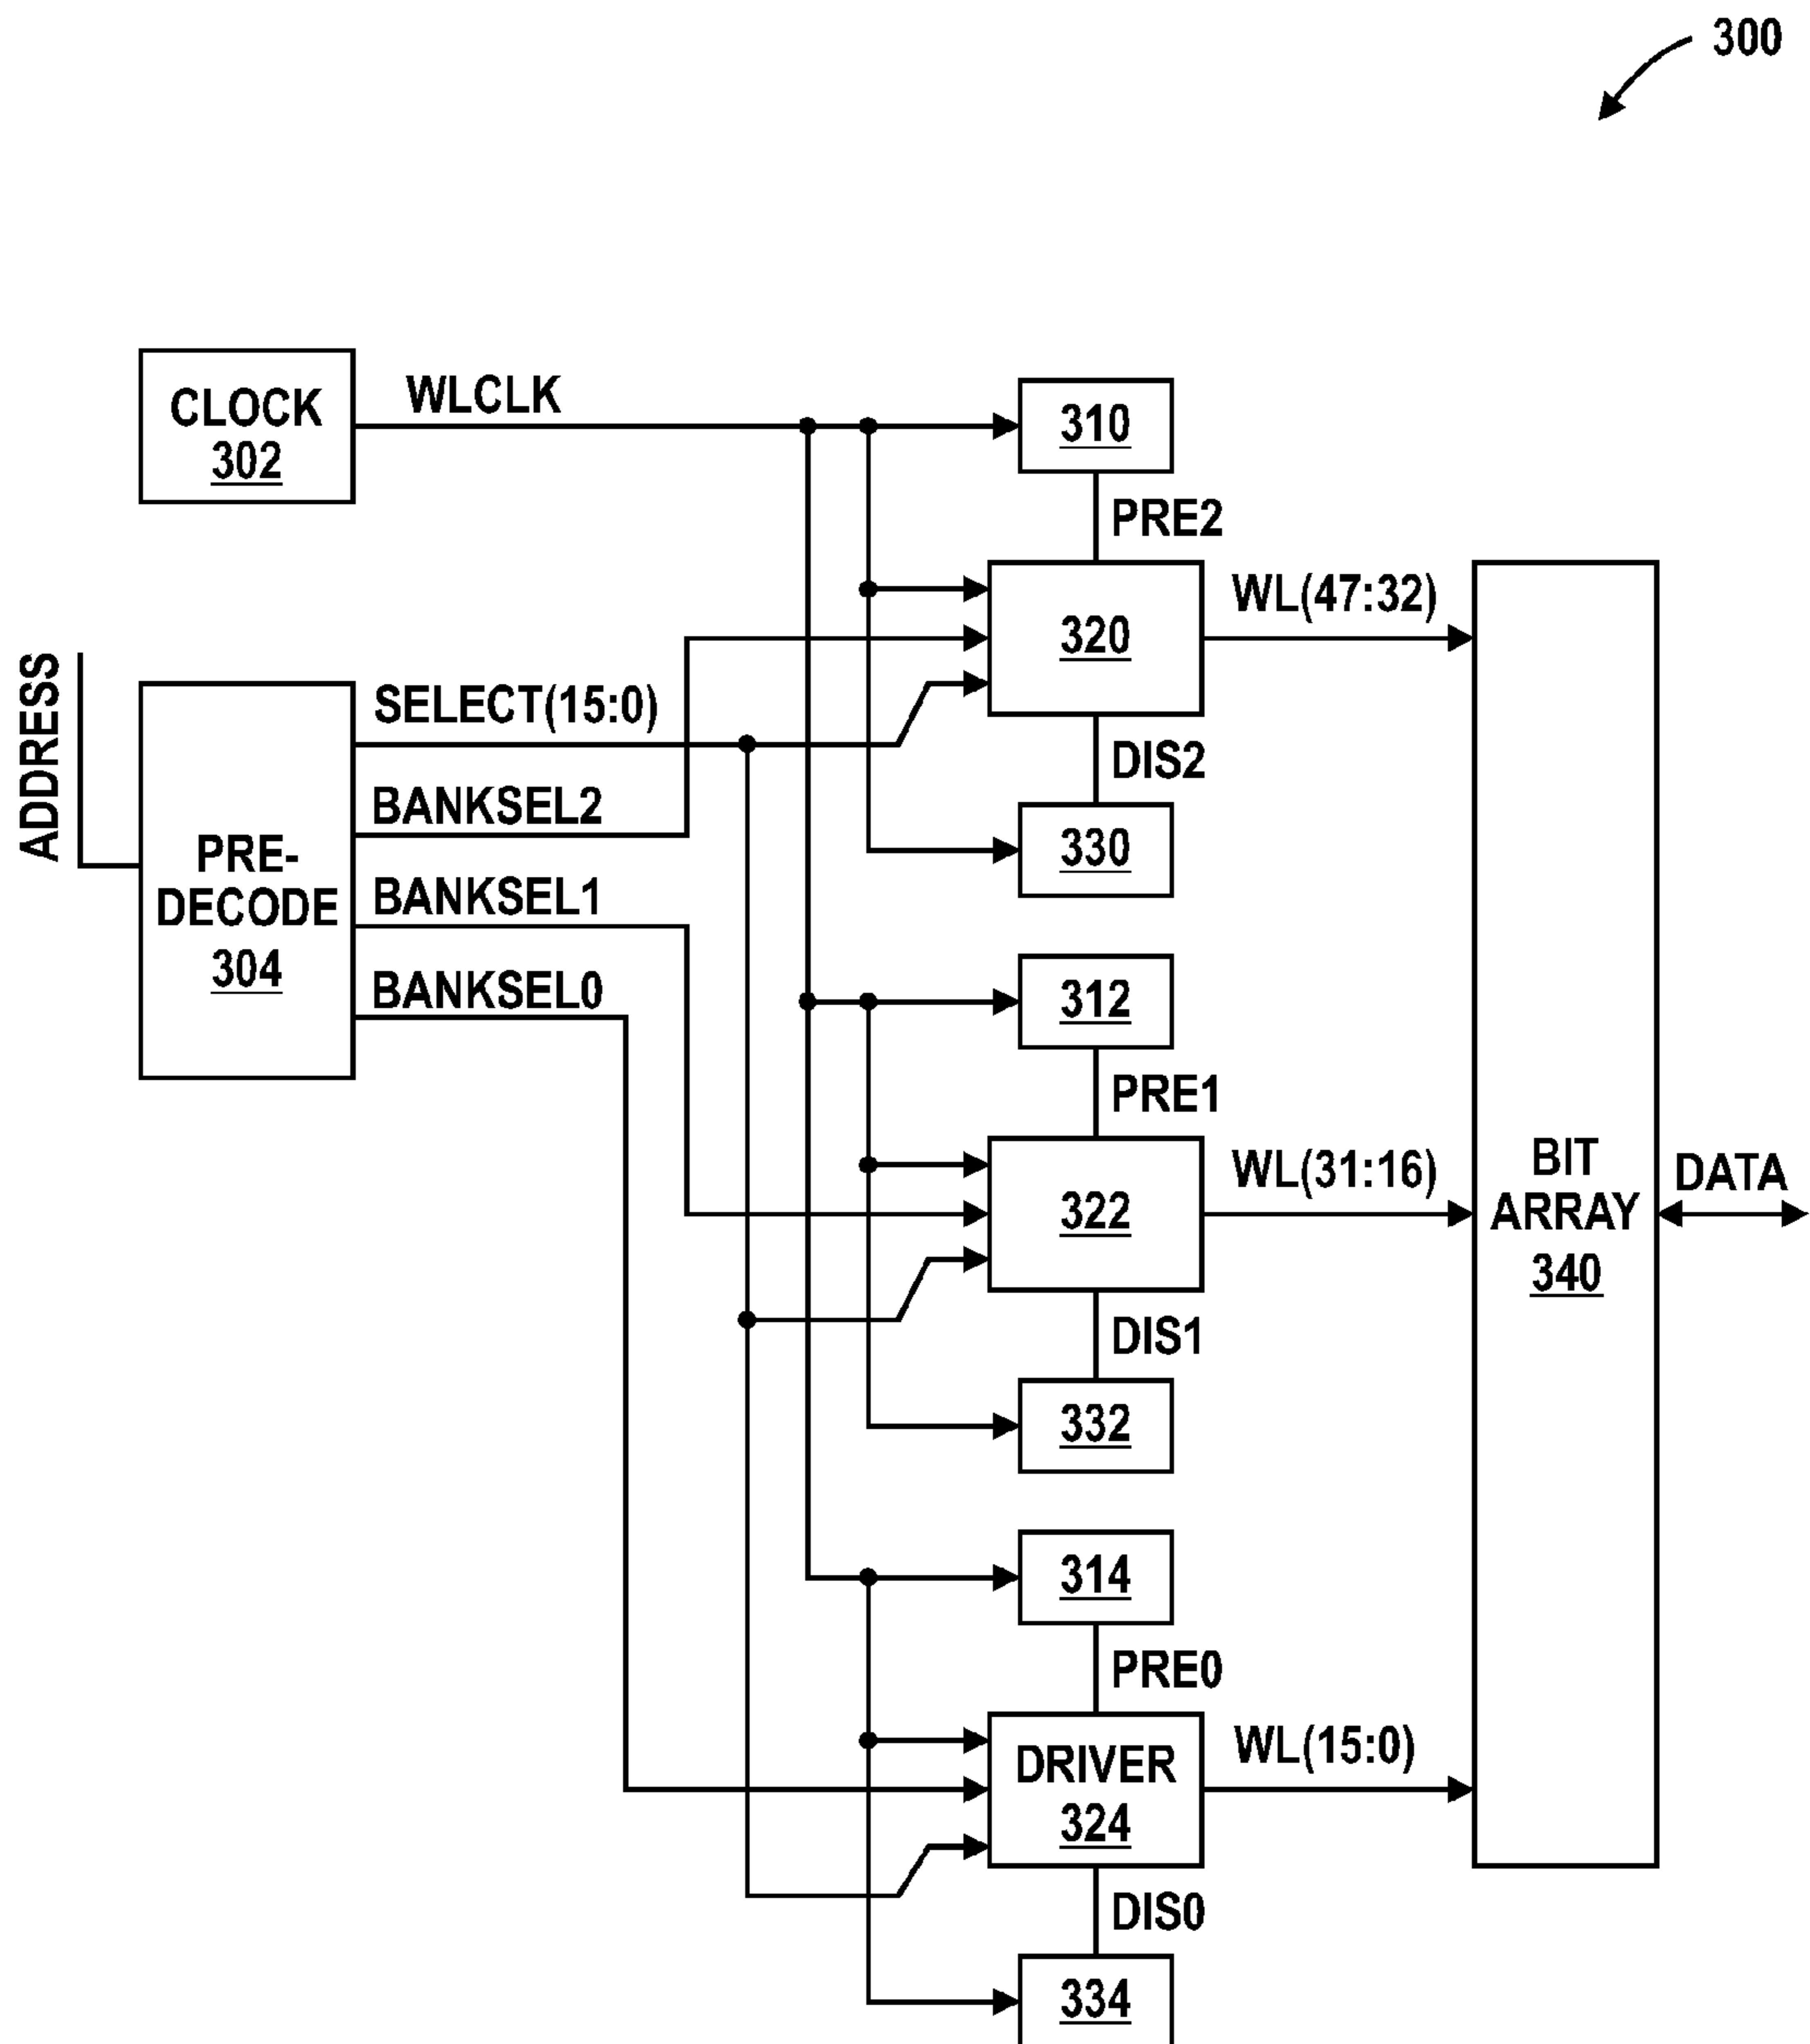 300
CLOCK
302
WLCLK
310
PRE2
320
WL(47:32)
ADDRESS
SELECT(15:0)
DIS2
BANKSEL2
330
PRE-
DECODE
304
BANKSEL1
BANKSEL0
312
PRE1
322
WL(31:16)
BIT
ARRAY
340
DATA
DIS1
332
314
PRE0
DRIVER
324
WL(15:0)
DIS0
334